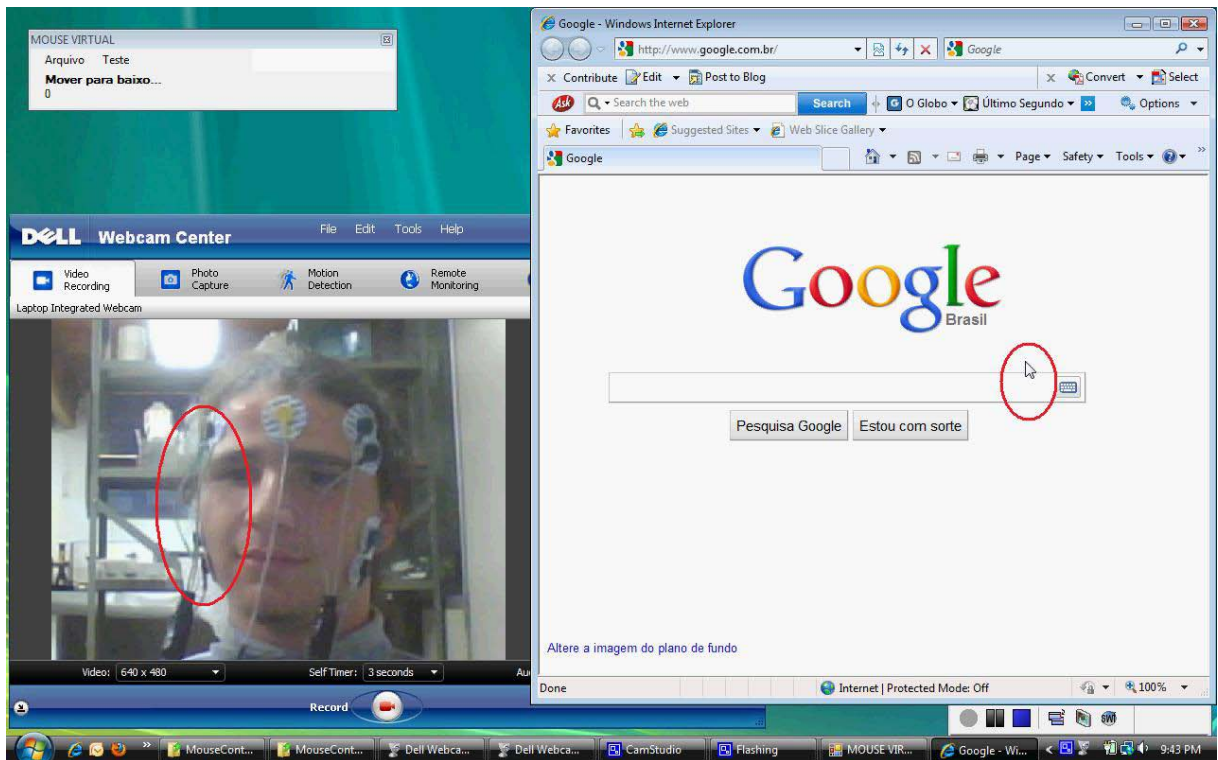 MOUSE VIRTUAL
Arquivo Teste
Mover para baixo...
0
DELL Webcam Center
File Edit Tools Help
Video Recording
Photo Capture
Motion Detection
Remote Monitoring
Laptop Integrated Webcam
Video: 640 x 480
Self Timer: 3 seconds
Au
Record
Google - Windows Internet Explorer
http://www.google.com.br/
Google
x Contribute Edit Post to Blog
x Convert Select
Ask Search the web Search O Globo Último Segundo » Options
Favorites Suggested Sites Web Slice Gallery
Google
Page Safety Tools »
Google
Brasil
Pesquisa Google Estou com sorte
Altere a imagem do plano de fundo
Done Internet | Protected Mode: Off 100%
» MouseCont... MouseCont... Dell Webca... Dell Webca... CamStudio Flashing MOUSE VIR... Google - Wi... < 9:43 PM